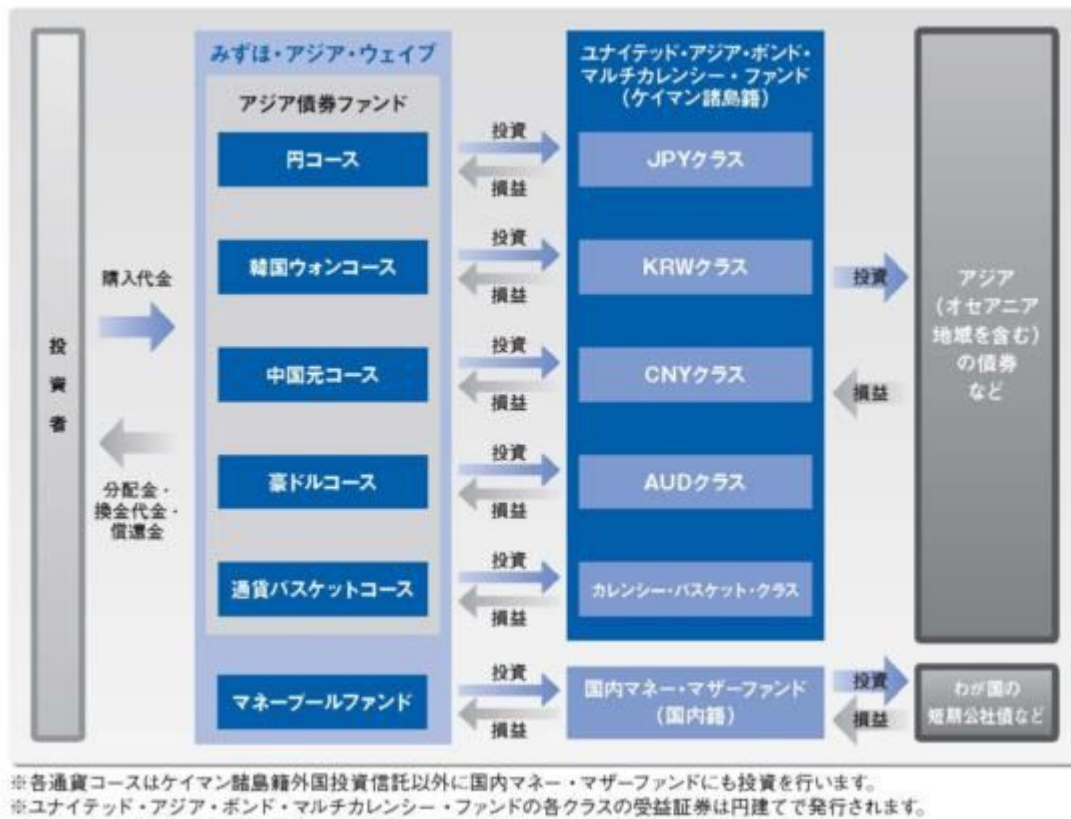 みずほ・アジア・ウェイブ
アジア債券ファンド
円コース
韓国ウォンコース
中国元コース
豪ドルコース
通貨バスケットコース
マネープールファンド
投資者
購入代金
分配金・
換金代金・
償還金
投資
損益
投資
損益
投資
損益
投資
損益
投資
損益
投資
損益
ユナイテッド・アジア・ボンド・
マルチカレンシー・ファンド
(ケイマン諸島籍)
JPYクラス
KRWクラス
CNYクラス
AUDクラス
カレンシー・バスケット・クラス
国内マネー・マザーファンド
(国内籍)
投資
損益
投資
損益
アジア
(オセアニア
地域を含む)
の債券
など
わが国の
短期公社債など
※各通貨コースはケイマン諸島籍外国投資信託以外に国内マネー・マザーファンドにも投資を行います。
※ユナイテッド・アジア・ボンド・マルチカレンシー・ファンドの各クラスの受益証券は円建てで発行されます。